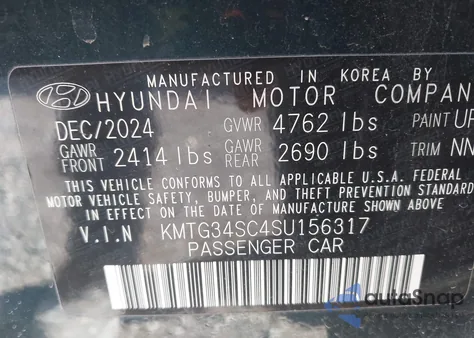 MANUFACTURED IN KOREA BY
HYUNDAI MOTOR COMPAN
DEC/2024 GVWR 4762 lbs PAINT UP
GAWR FRONT 2414 lbs GAWR REAR 2690 lbs TRIM NN
THIS VEHICLE CONFORMS TO ALL APPLICABLE U.S.A. FEDERAL
MOTOR VEHICLE SAFETY, BUMPER, AND THEFT PREVENTION STANDARD
IN EFFECT ON THE DATE OF MANUFACTURE SHOWN ABOVE.
V.I.N KMTG34SC4SU156317
PASSENGER CAR
autoSnap